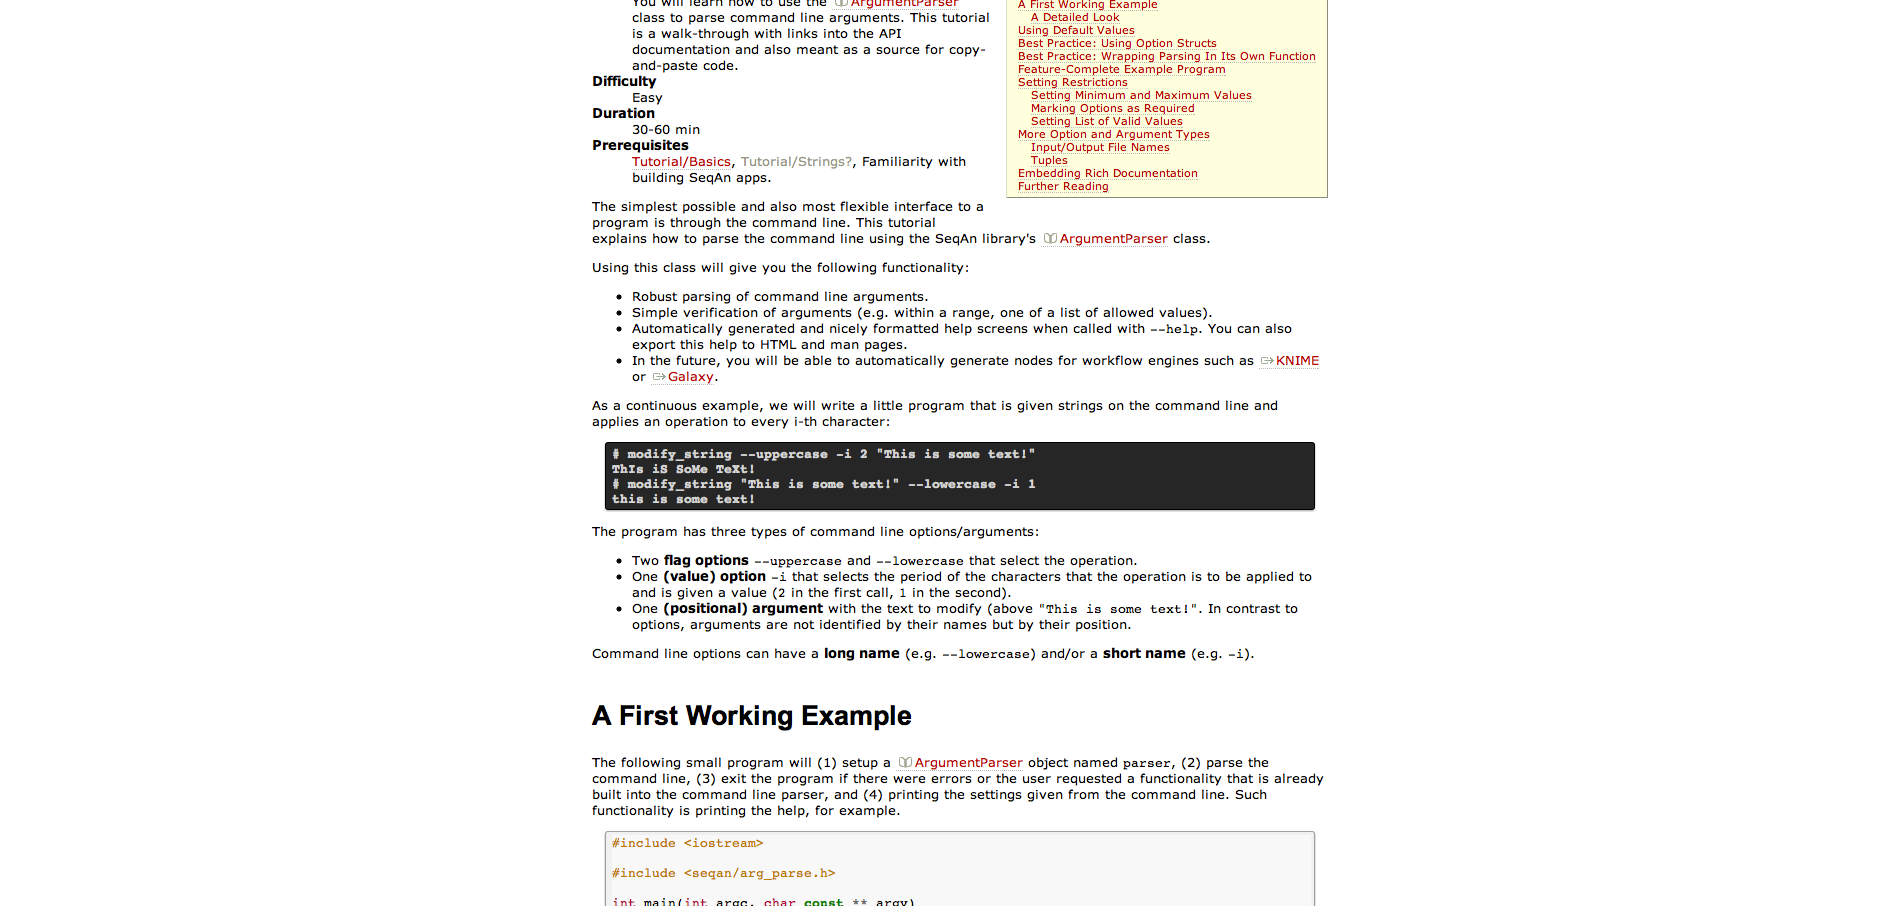 You will learn how to use the ArgumentParser
class to parse command line arguments. This tutorial
is a walk-through with links into the API
documentation and also meant as a source for copy-
and-paste code.
Difficulty
Easy
Duration
30-60 min
Prerequisites
Tutorial/Basics, Tutorial/Strings?, Familiarity with
building SeqAn apps.
A First Working Example
A Detailed Look
Using Default Values
Best Practice: Using Option Structs
Best Practice: Wrapping Parsing In Its Own Function
Feature-Complete Example Program
Setting Restrictions
Setting Minimum and Maximum Values
Marking Options as Required
Setting List of Valid Values
More Option and Argument Types
Input/Output File Names
Tuples
Embedding Rich Documentation
Further Reading
The simplest possible and also most flexible interface to a
program is through the command line. This tutorial
explains how to parse the command line using the SeqAn library's ArgumentParser class.
Using this class will give you the following functionality:
• Robust parsing of command line arguments.
• Simple verification of arguments (e.g. within a range, one of a list of allowed values).
• Automatically generated and nicely formatted help screens when called with --help. You can also
export this help to HTML and man pages.
• In the future, you will be able to automatically generate nodes for workflow engines such as KNIME
or Galaxy.
As a continuous example, we will write a little program that is given strings on the command line and
applies an operation to every i-th character:
# modify_string --uppercase -i 2 "This is some text!"
ThIs iS SoMe TeXt!
# modify_string "This is some text!" --lowercase -i 1
this is some text!
The program has three types of command line options/arguments:
• Two flag options --uppercase and --lowercase that select the operation.
• One (value) option -i that selects the period of the characters that the operation is to be applied to
and is given a value (2 in the first call, 1 in the second).
• One (positional) argument with the text to modify (above "This is some text!". In contrast to
options, arguments are not identified by their names but by their position.
Command line options can have a long name (e.g. --lowercase) and/or a short name (e.g. -i).
A First Working Example
The following small program will (1) setup a ArgumentParser object named parser, (2) parse the
command line, (3) exit the program if there were errors or the user requested a functionality that is already
built into the command line parser, and (4) printing the settings given from the command line. Such
functionality is printing the help, for example.
#include <iostream>
#include <seqan/arg_parse.h>
int main(int argc, char const ** argv)